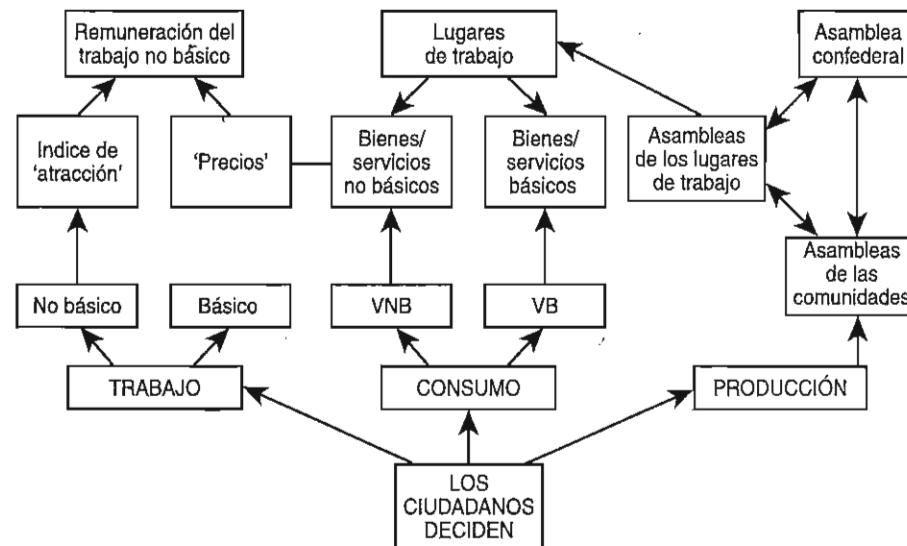 Remuneración del
trabajo no básico
Lugares
de trabajo
Asamblea
confederal
Indice de
'atracción'
'Precios'
Bienes/
servicios
no básicos
Bienes/
servicios
básicos
Asambleas
de los lugares
de trabajo
Asambleas
de las
comunidades
No básico
Básico
VNB
VB
TRABAJO
CONSUMO
PRODUCCIÓN
LOS
CIUDADANOS
DECIDEN